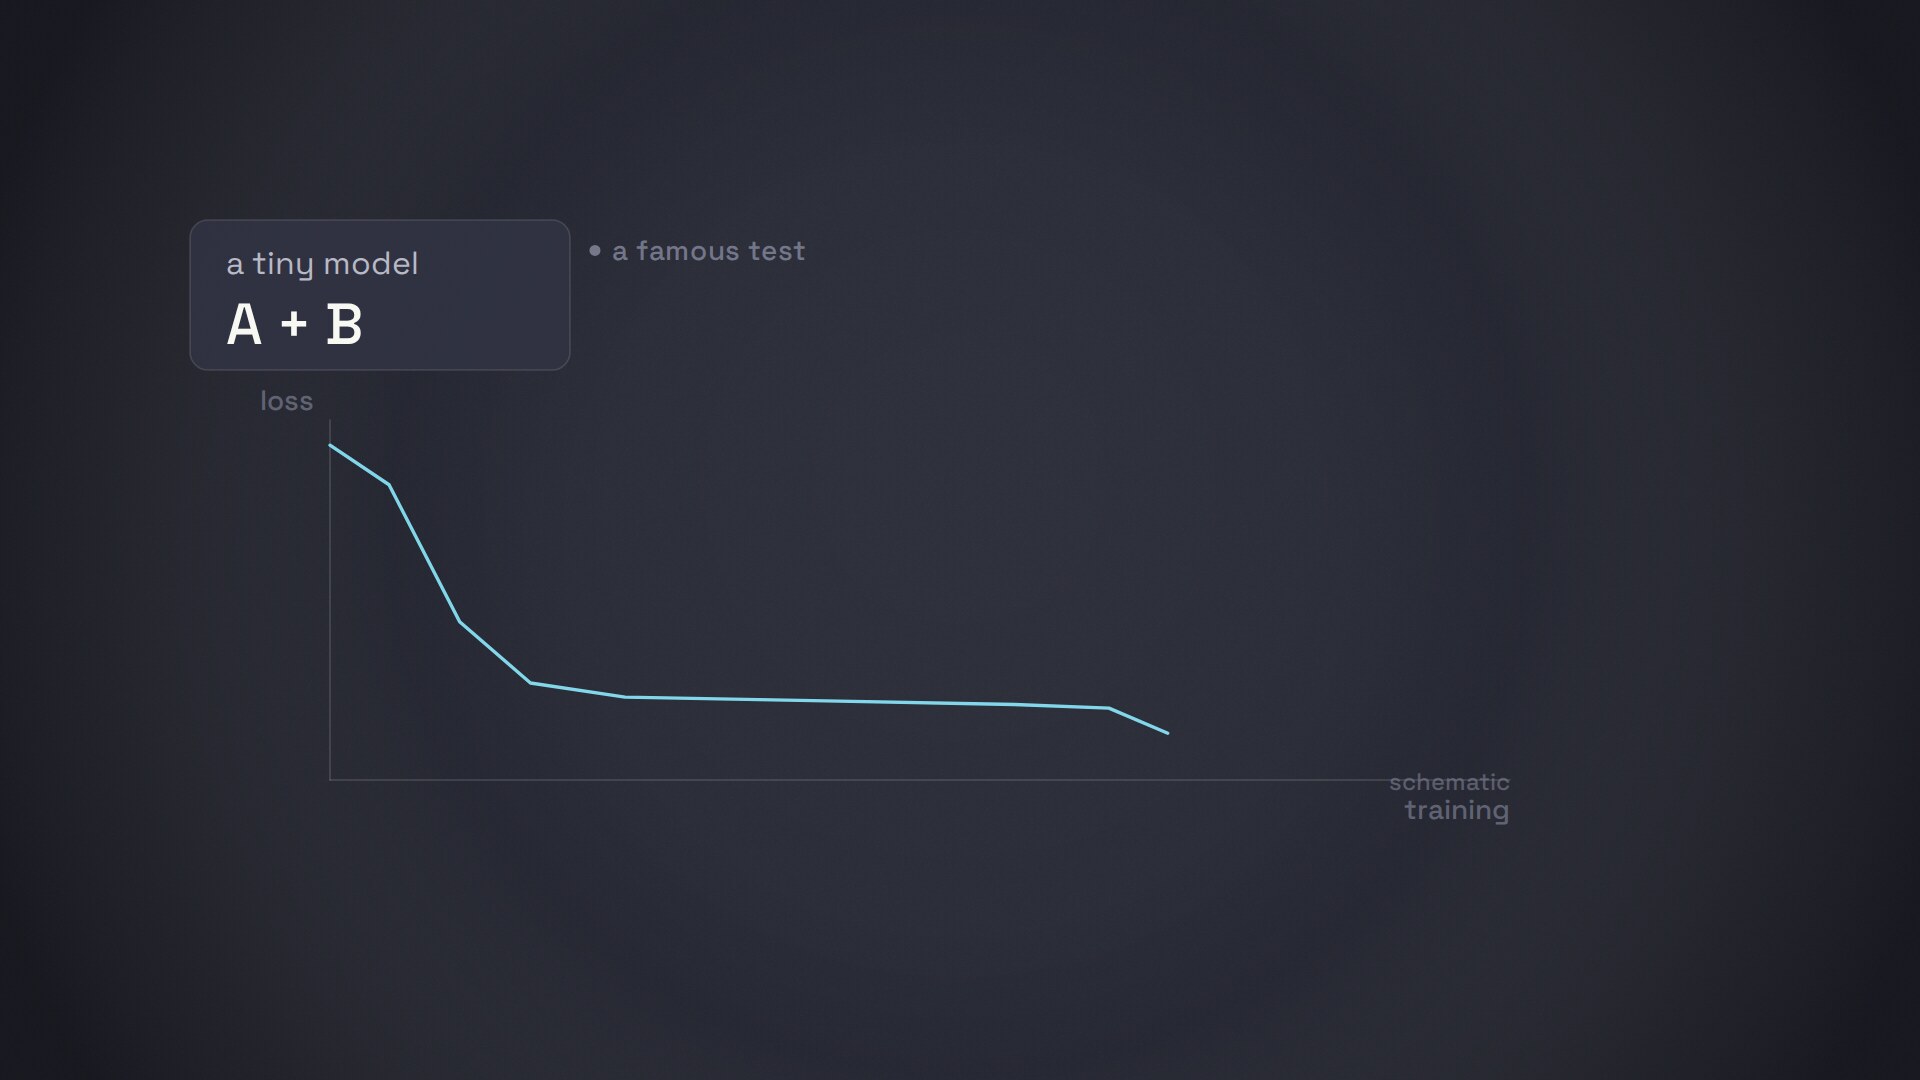 a tiny model
A + B
a famous test
loss
schematic
training